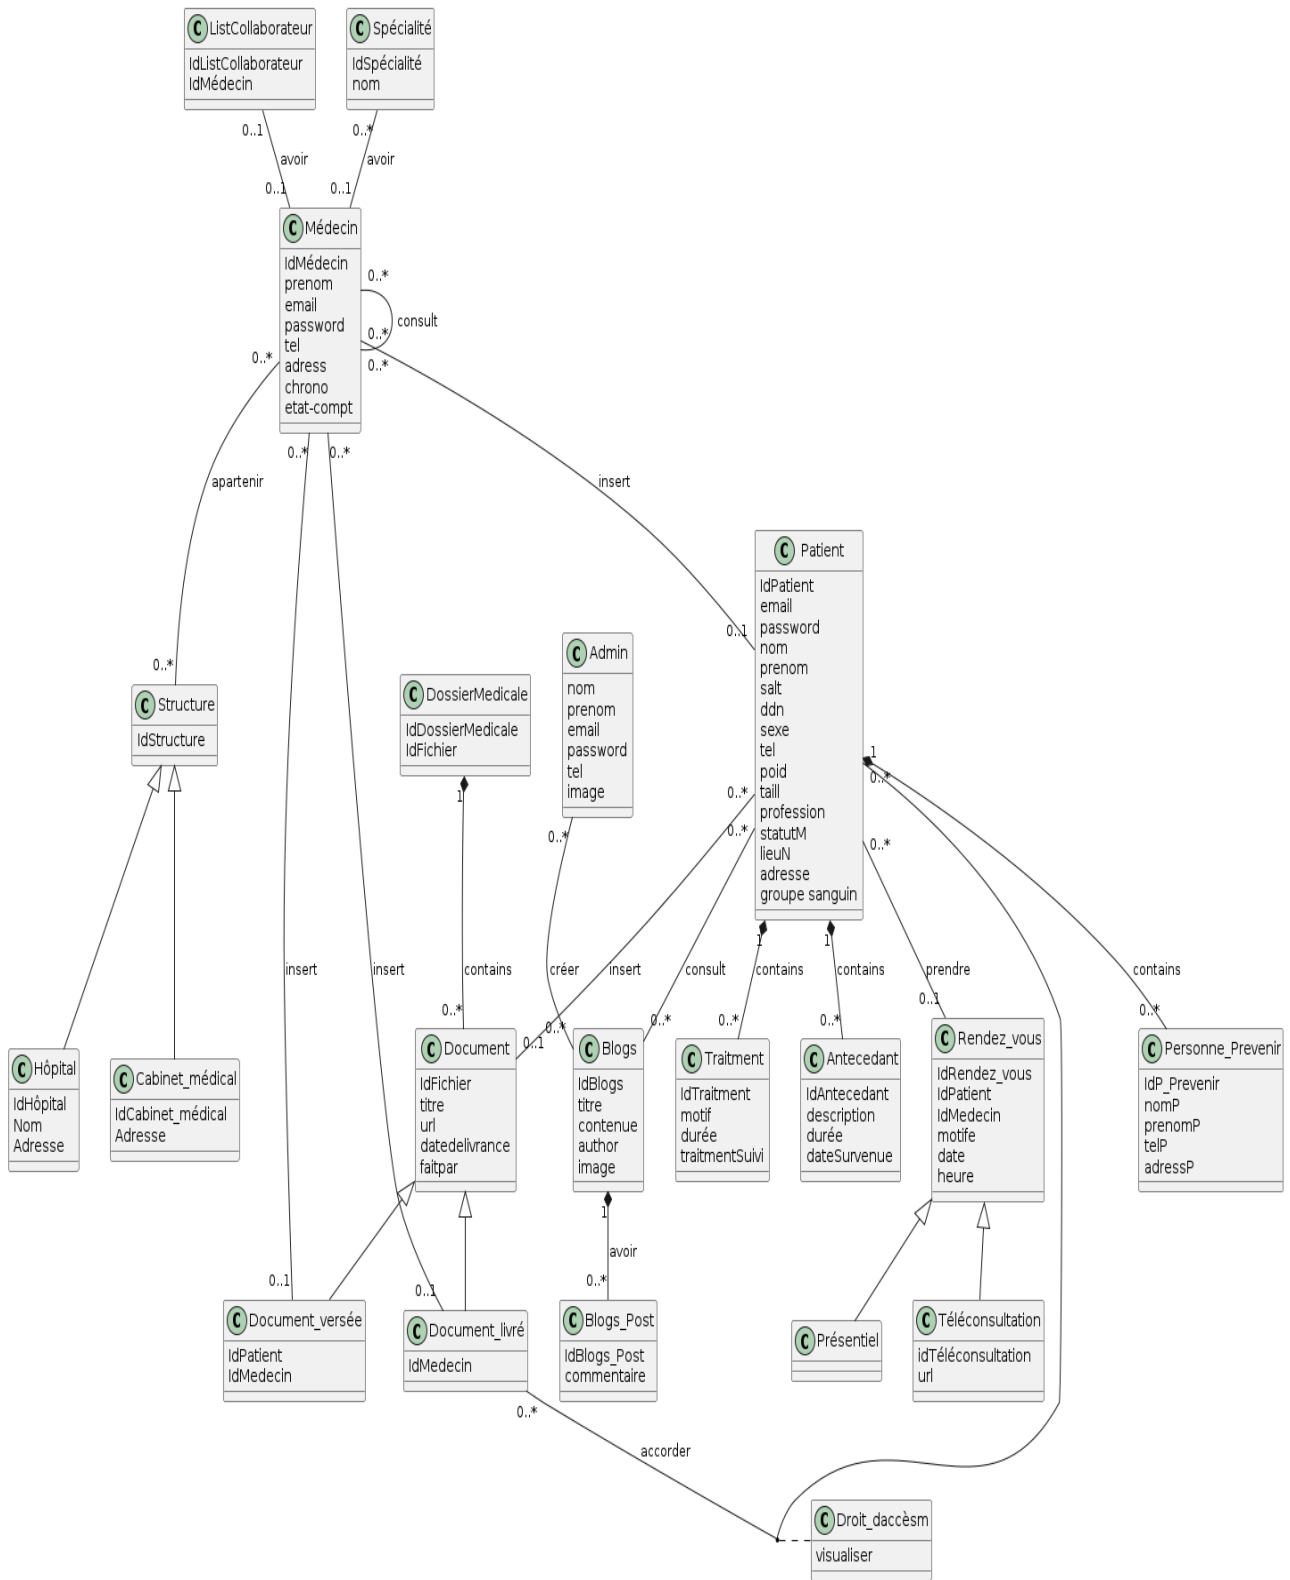 C ListCollaborateur
IdListCollaborateur
IdMédecin
C Spécialité
IdSpécialité
nom
0..1
0..*
avoir
avoir
0..1
0..1
C Médecin
IdMédecin
prenom
email
password
tel
adress
chrono
etat-compt
0..*
consult
0..*
0..*
0..*
0..*
0..*
apartenir
insert
0..1
0..*
C Structure
IdStructure
C Patient
IdPatient
email
password
nom
prenom
salt
ddn
sexe
tel
poid
taill
profession
statutM
lieuN
adresse
groupe sanguin
C Admin
nom
prenom
email
password
tel
image
C DossierMedicale
IdDossierMedicale
IdFichier
1
0..*
1
0..*
0..*
0..*
0..*
1
1
insert
insert
contains
créer
insert
consult
contains
contains
prendre
contains
0..*
0..1
0..*
0..*
0..*
0..*
0..1
0..*
C Hôpital
IdHôpital
Nom
Adresse
C Cabinet_médical
IdCabinet_médical
Adresse
C Document
IdFichier
titre
url
datedelivrance
faitpar
C Blogs
IdBlogs
titre
contenue
author
image
C Traitment
IdTraitment
motif
durée
traitmentSuivi
C Antecedant
IdAntecedant
description
durée
dateSurvenue
C Rendez_vous
IdRendez_vous
IdPatient
IdMedecin
motife
date
heure
C Personne_Prevenir
IdP_Prevenir
nomP
prenomP
telP
adressP
1
avoir
0..1
0..1
0..*
C Document_versée
IdPatient
IdMedecin
C Document_livré
IdMedecin
C Blogs_Post
IdBlogs_Post
commentaire
C Présentiel
C Téléconsultation
idTéléconsultation
url
0..*
accorder
C Droit_daccèsm
visualiser